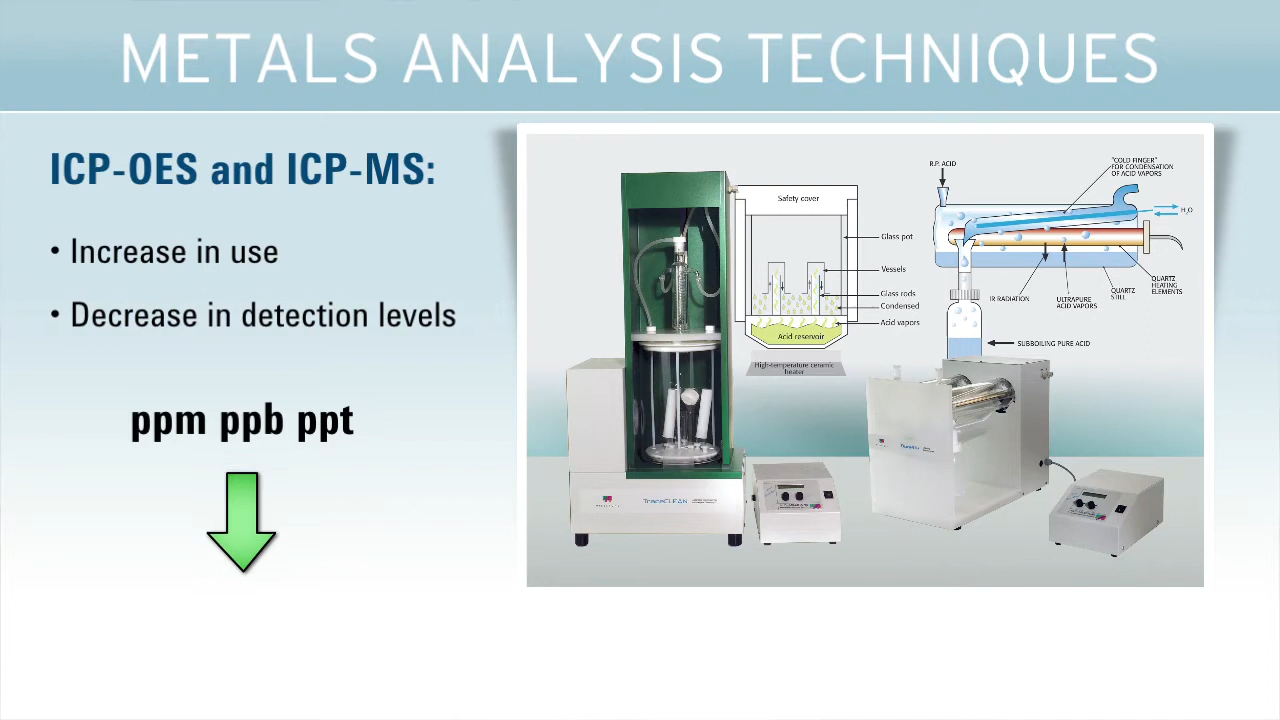 METALS ANALYSIS TECHNIQUES
ICP-OES and ICP-MS:
• Increase in use
• Decrease in detection levels
ppm ppb ppt
Safety cover
Glass pot
Vessels
Glass rods
Condensed
Acid vapors
Acid reservoir
High-temperature ceramic
heater
TraceCLEAN
R.P. ACID
"COLD FINGER"
FOR CONDENSATION
OF ACID VAPORS
H₂O
IR RADIATION
ULTRAPURE
ACID VAPORS
QUARTZ
STILL
QUARTZ
HEATING
ELEMENTS
SUBBOILING PURE ACID